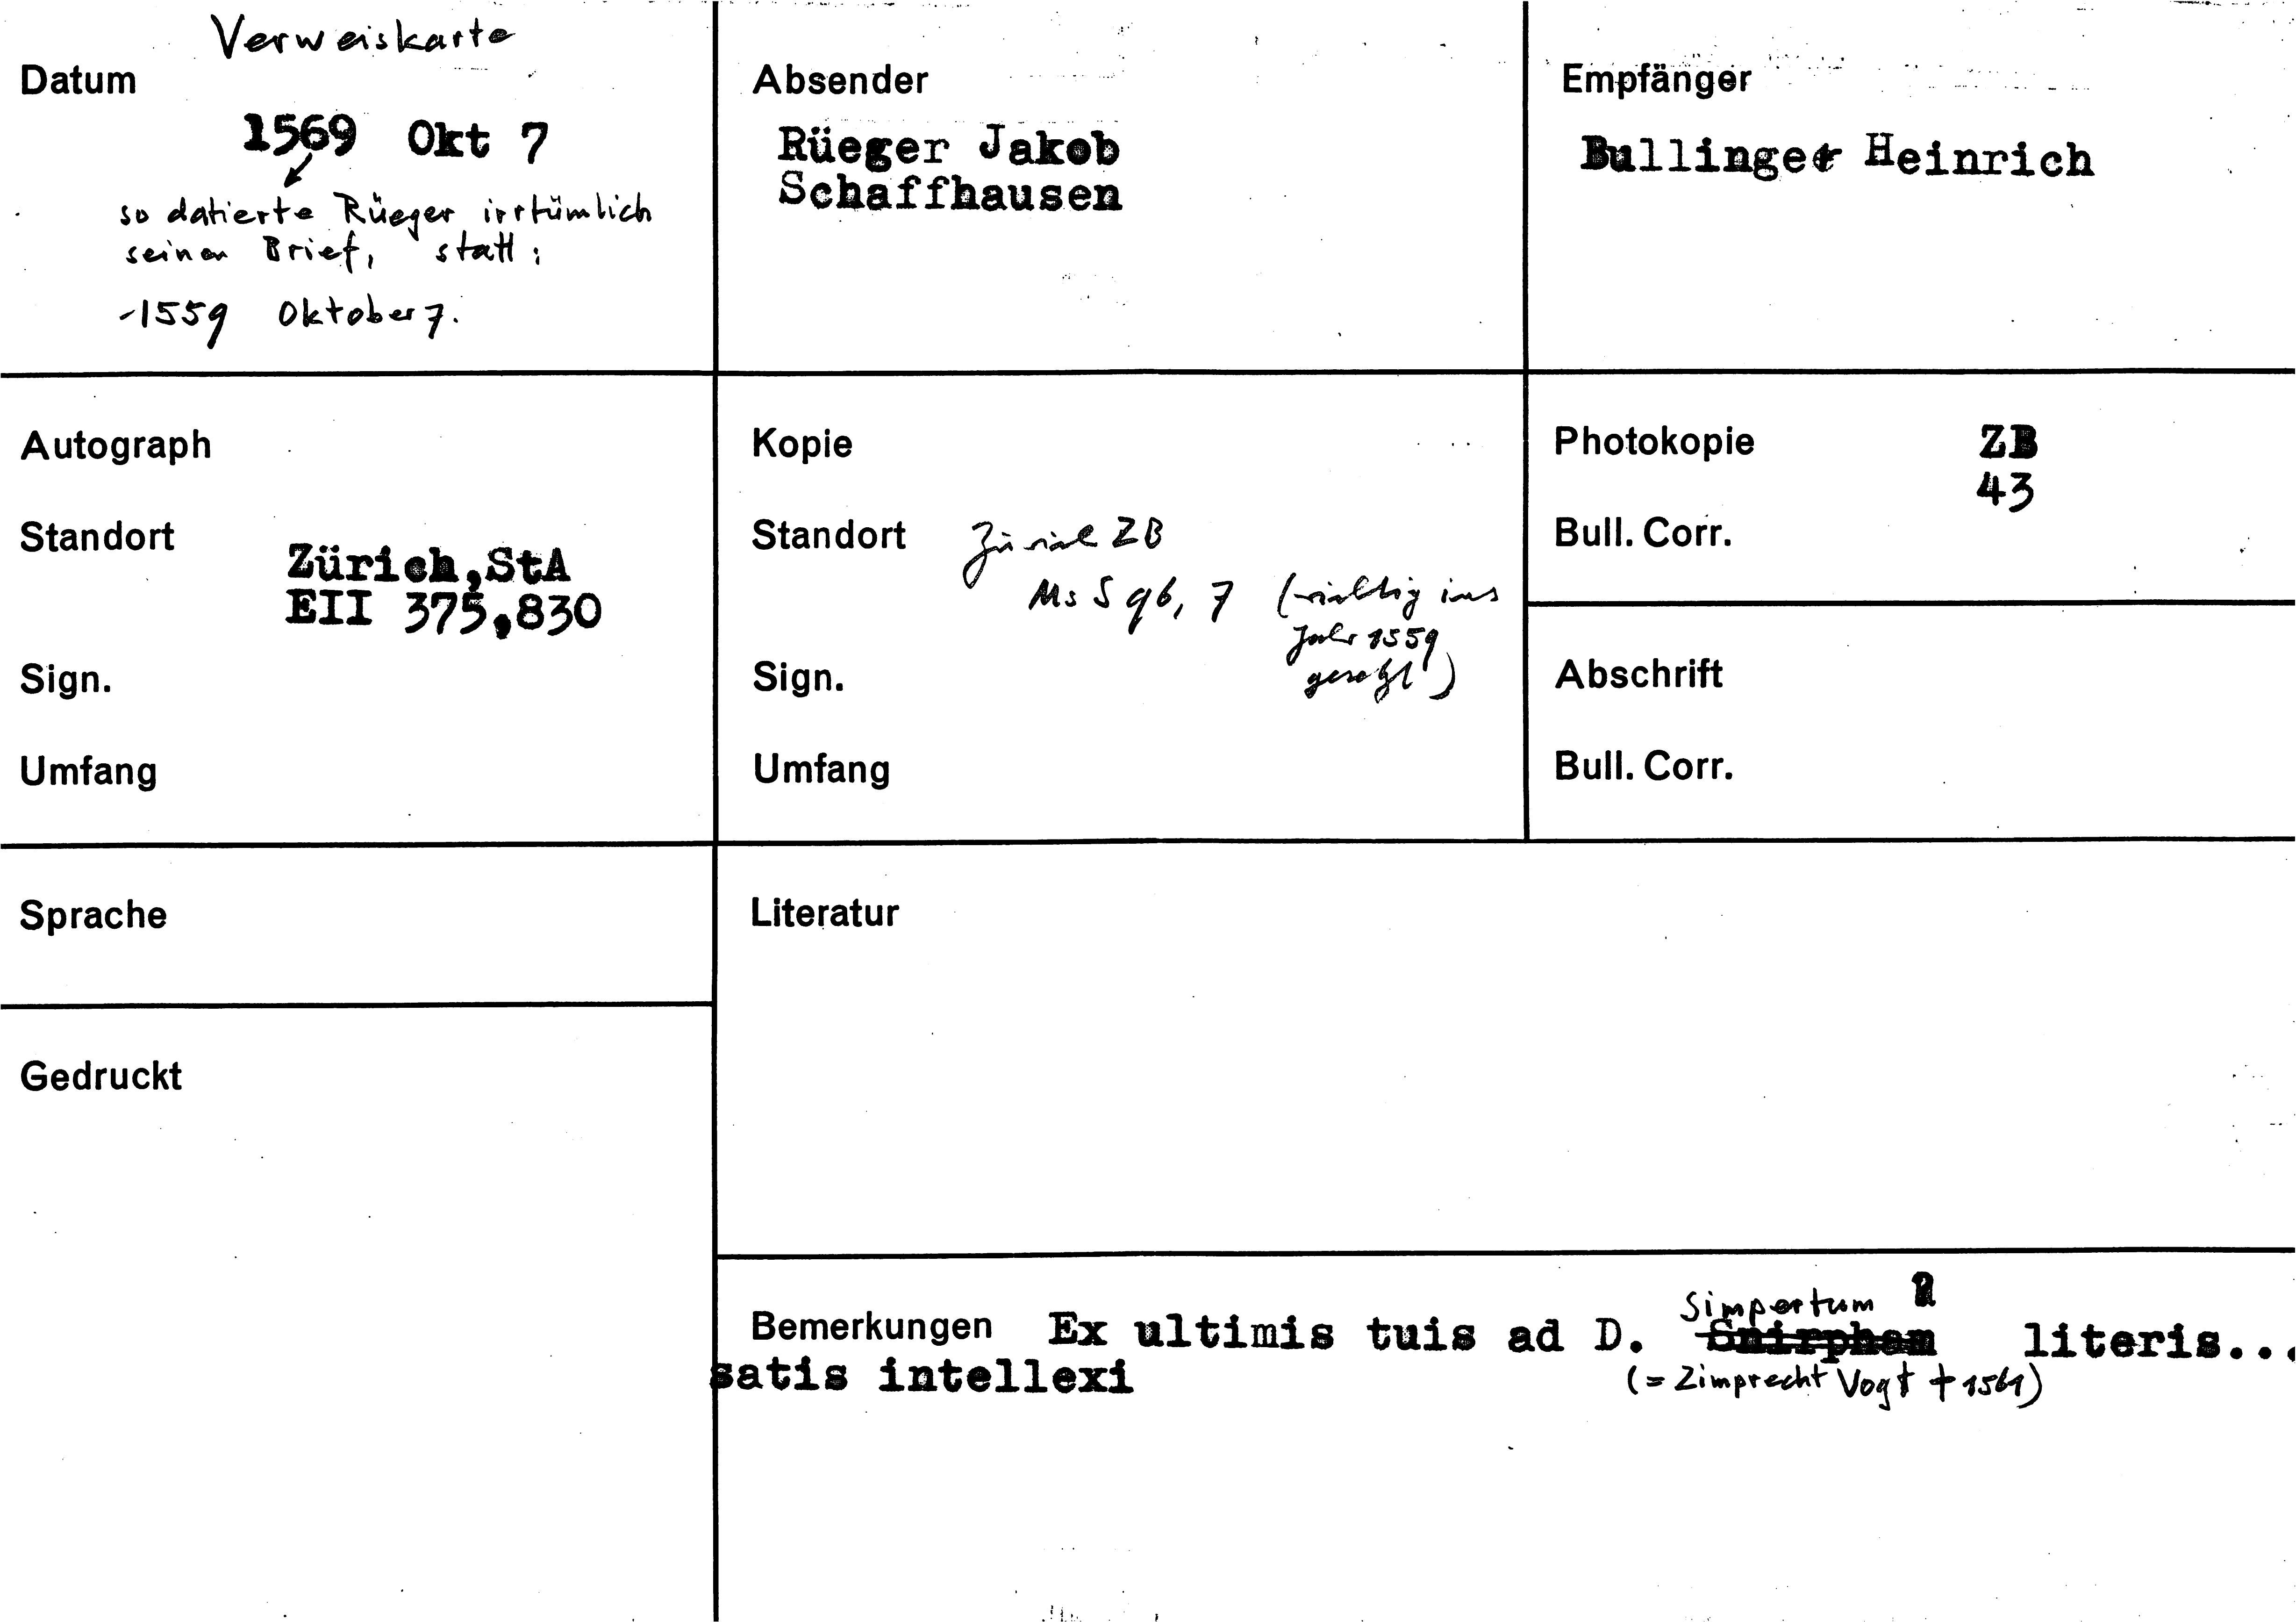 Verweiskarte
Datum
1569 Okt 7
so datierte Rüeger irrtümlich
seinen Brief, statt:
-1559 Oktober 7.
Absender
Rüeger Jakob
Schaffhausen
Empfänger
Bullinger Heinrich
Autograph
Standort
Zürich,StA
EII 375,830
Sign.
Umfang
Kopie
Standort Zürich ZB
Ms S 96, 7 (richtig ins
Jahr 1559
gesetzt)
Sign.
Umfang
Photokopie ZB
43
Bull. Corr.
Abschrift
Bull. Corr.
Sprache
Literatur
Gedruckt
Simpertum
Bemerkungen Ex ultimis tuis ad D. Snirphem literis...
satis intellexi
(= Zimprecht Vogt † 1561)